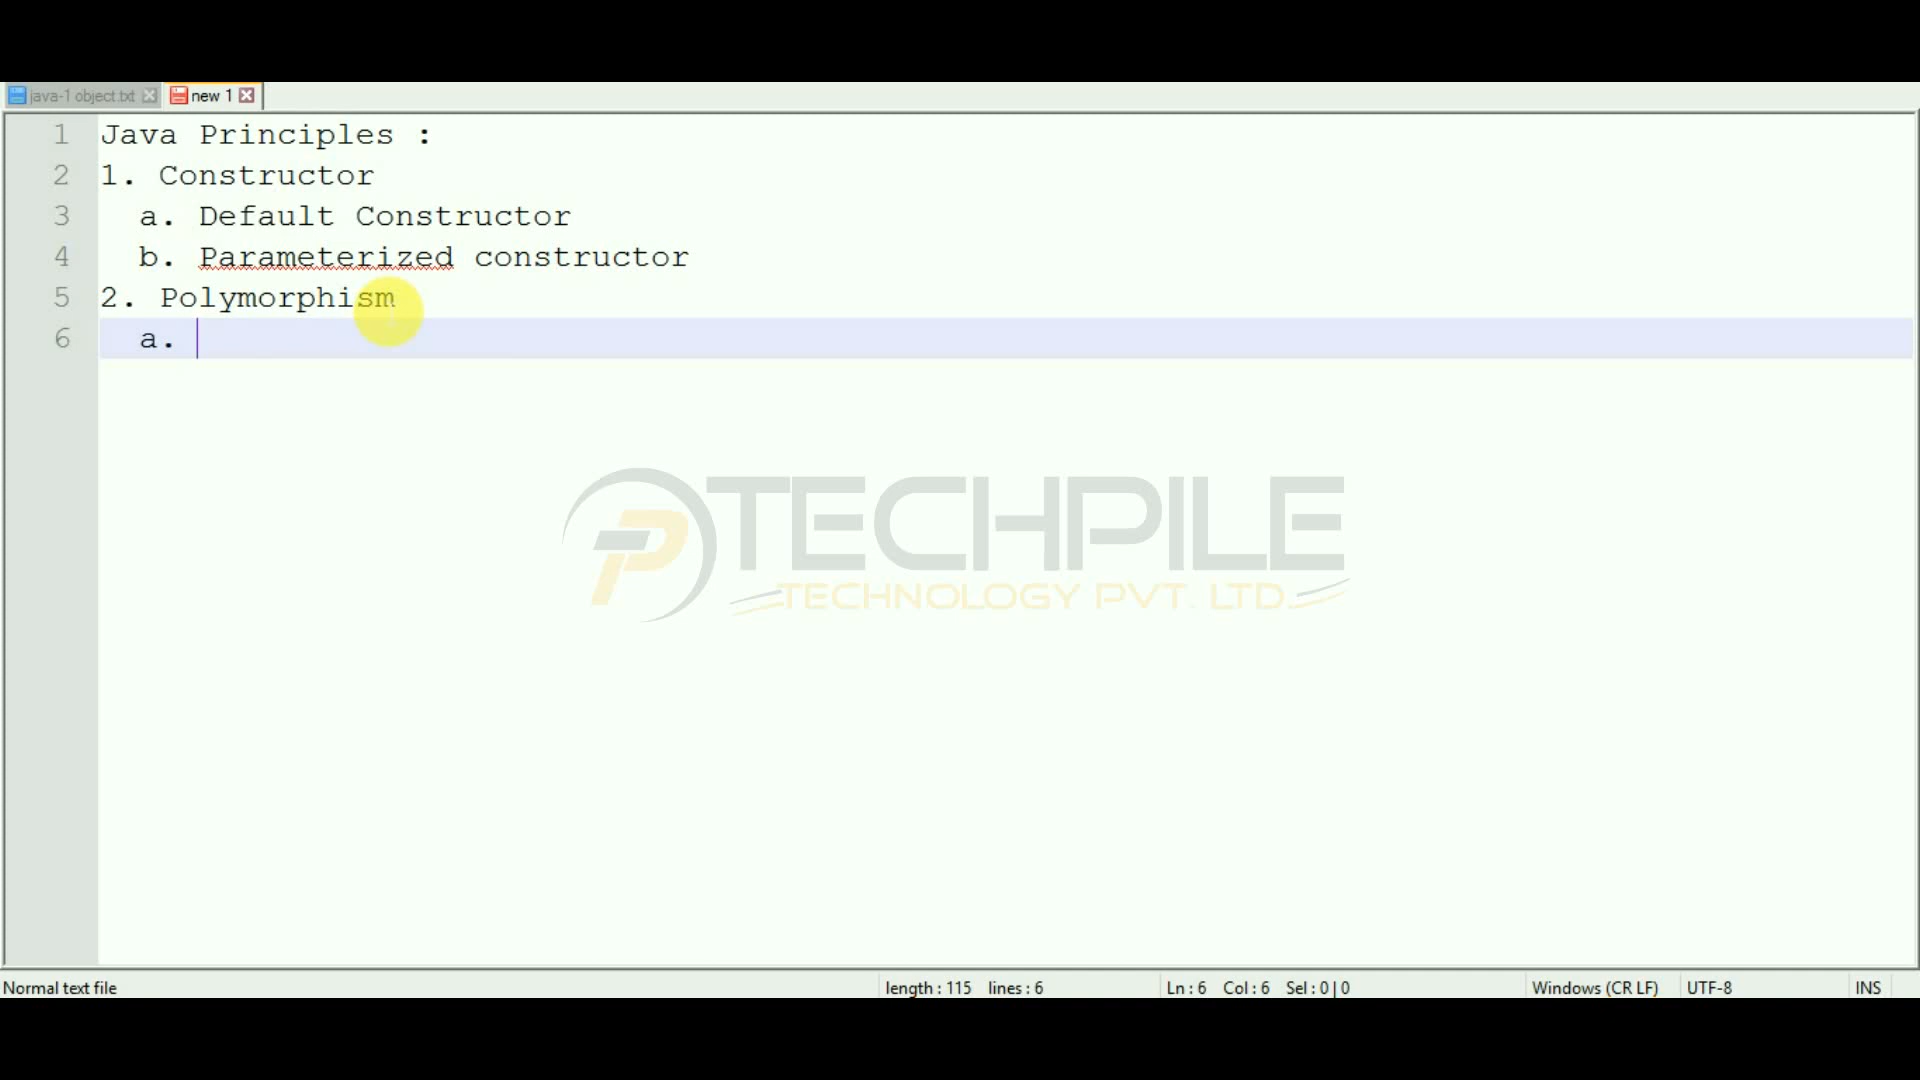 java-1 object.txt new 1
1 Java Principles :
2 1. Constructor
3 a. Default Constructor
4 b. Parameterized constructor
5 2. Polymorphism
6 a.
TECHPILE
TECHNOLOGY PVT. LTD.
Normal text file length : 115 lines : 6 Ln : 6 Col : 6 Sel : 0 | 0 Windows (CR LF) UTF-8 INS